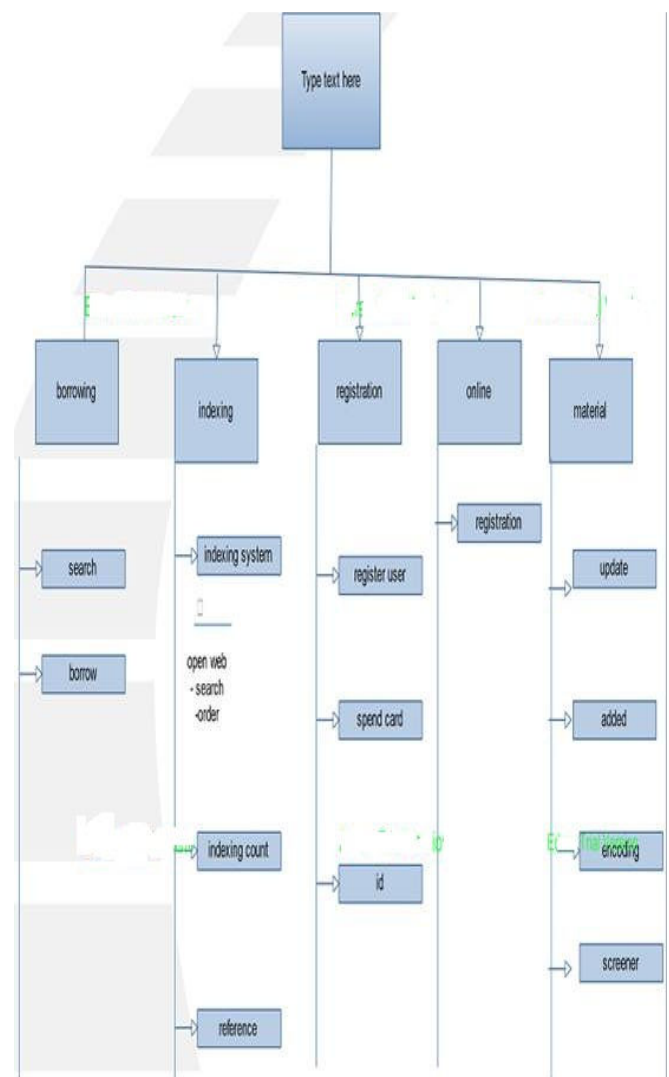 Type text here
borrowing
indexing
registration
online
material
search
borrow
indexing system
open web
- search
-order
indexing count
reference
register user
spend card
id
registration
update
added
encoding
screener